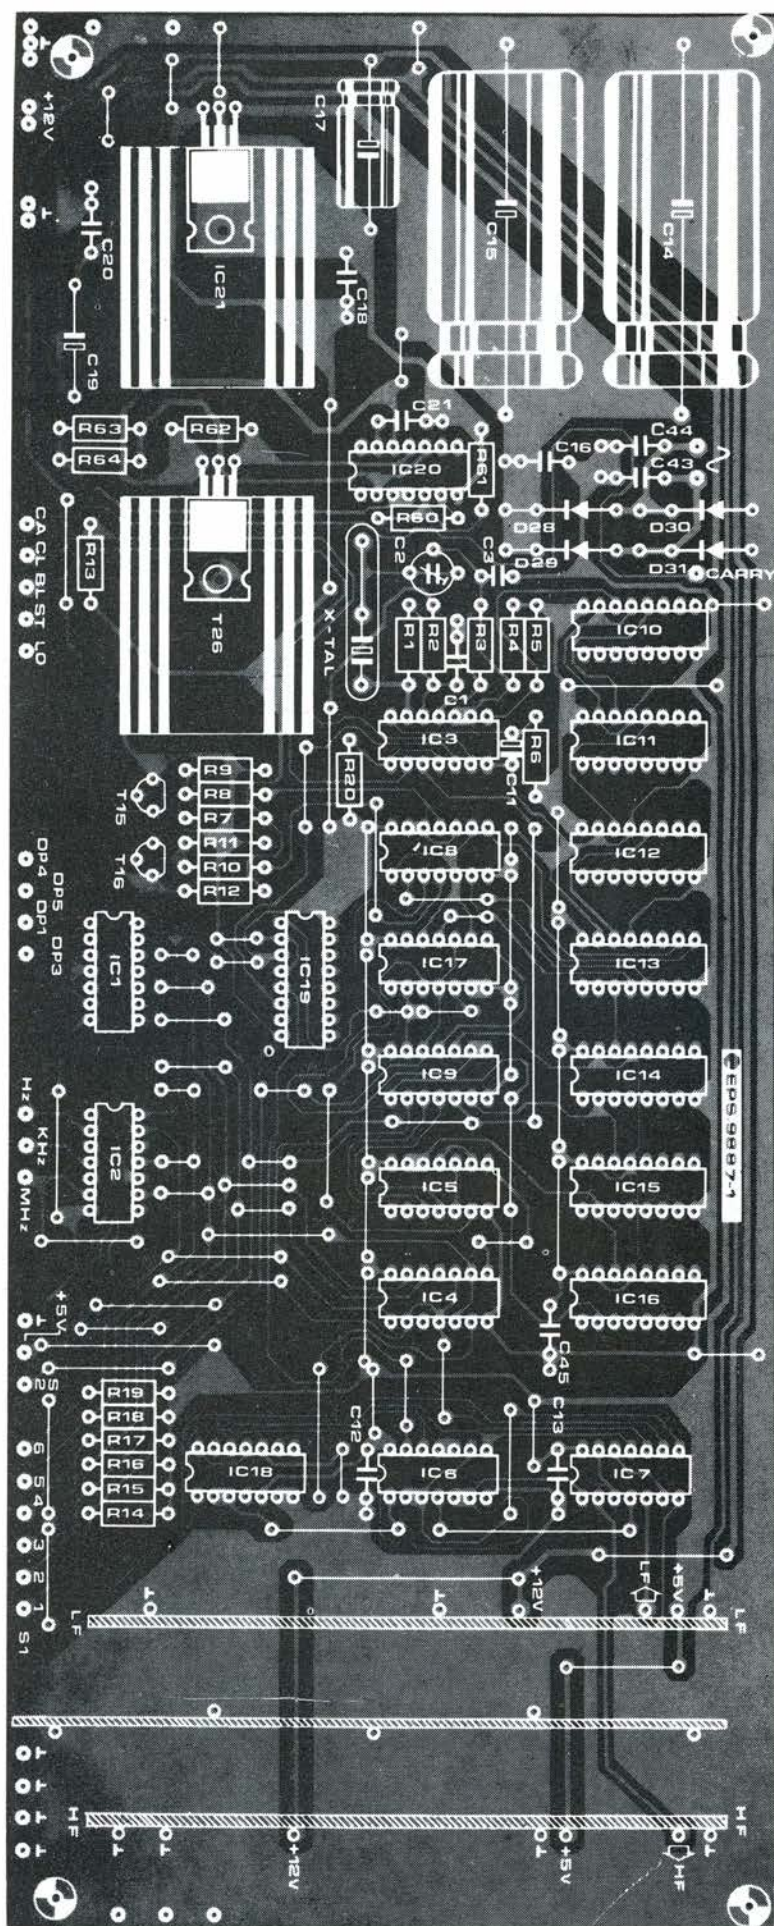 T
+12V
T
C17
C15
C14
C20
IC21
C18
C19
C21
R63
R62
R64
IC20
R61
C16
C44
C43
R60
D28
D30
D29
D31
CARRY
CA
CL
BL
ST
LO
R13
T26
X-TAL
C2
C3
IC10
R1
R2
R3
R4
R5
C1
IC3
C11
R6
IC11
R9
R8
R7
R11
R10
R12
T15
T16
R20
IC8
IC12
DP4
DP5
DP1
DP3
IC1
IC19
IC17
IC13
IC9
IC14
EPS 9887-1
Hz
KHz
MHz
IC2
IC5
IC15
IC4
IC16
+5V
T
C45
S2
R19
R18
R17
R16
R15
R14
C12
C13
IC18
IC6
IC7
6
5
4
3
2
1
S1
T
T
+12V
LF
+5V
T
LF
LF
T
T
T
T
HF
HF
T
T
+12V
T
+5V
HF
T